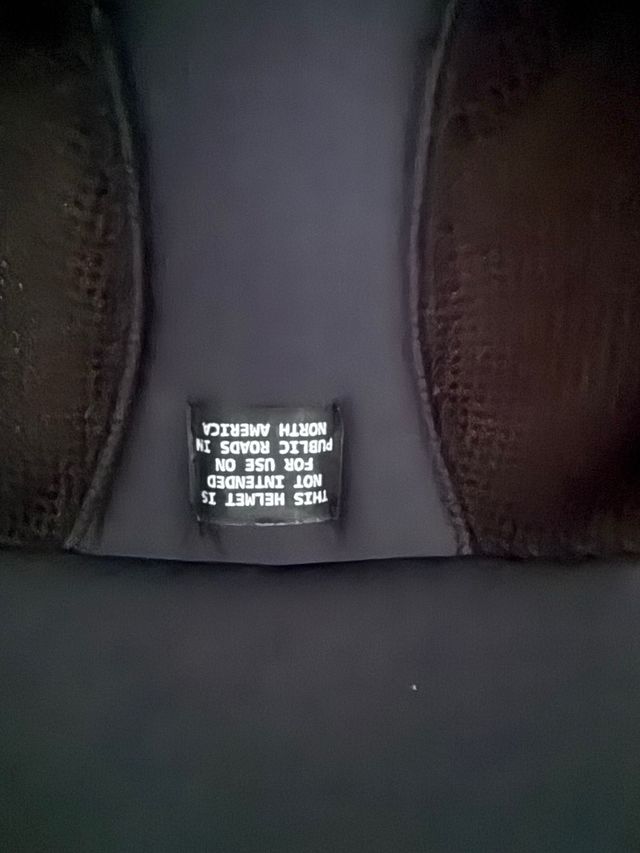 THIS HELMET IS
NOT INTENDED
FOR USE ON
PUBLIC ROADS IN
NORTH AMERICA